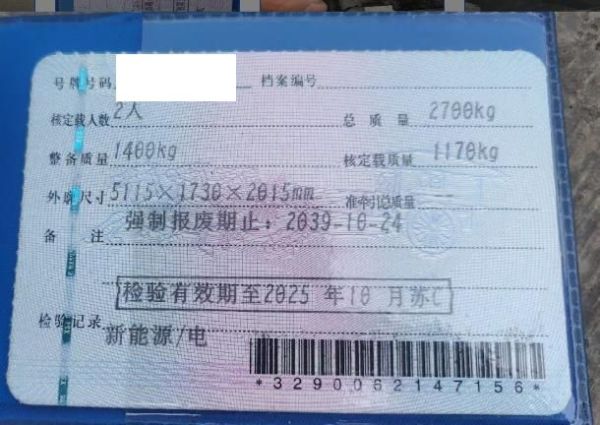 号牌号码 档案编号
核定载人数 2人 总质量 2700kg
整备质量 1400kg 核定载质量 1170kg
外廓尺寸 5115×1730×2015mm 准牵引总质量 --
备注 强制报废期止：2039-10-24
检验有效期至2025年10月苏C
检验记录 新能源/电
*3290062147156*